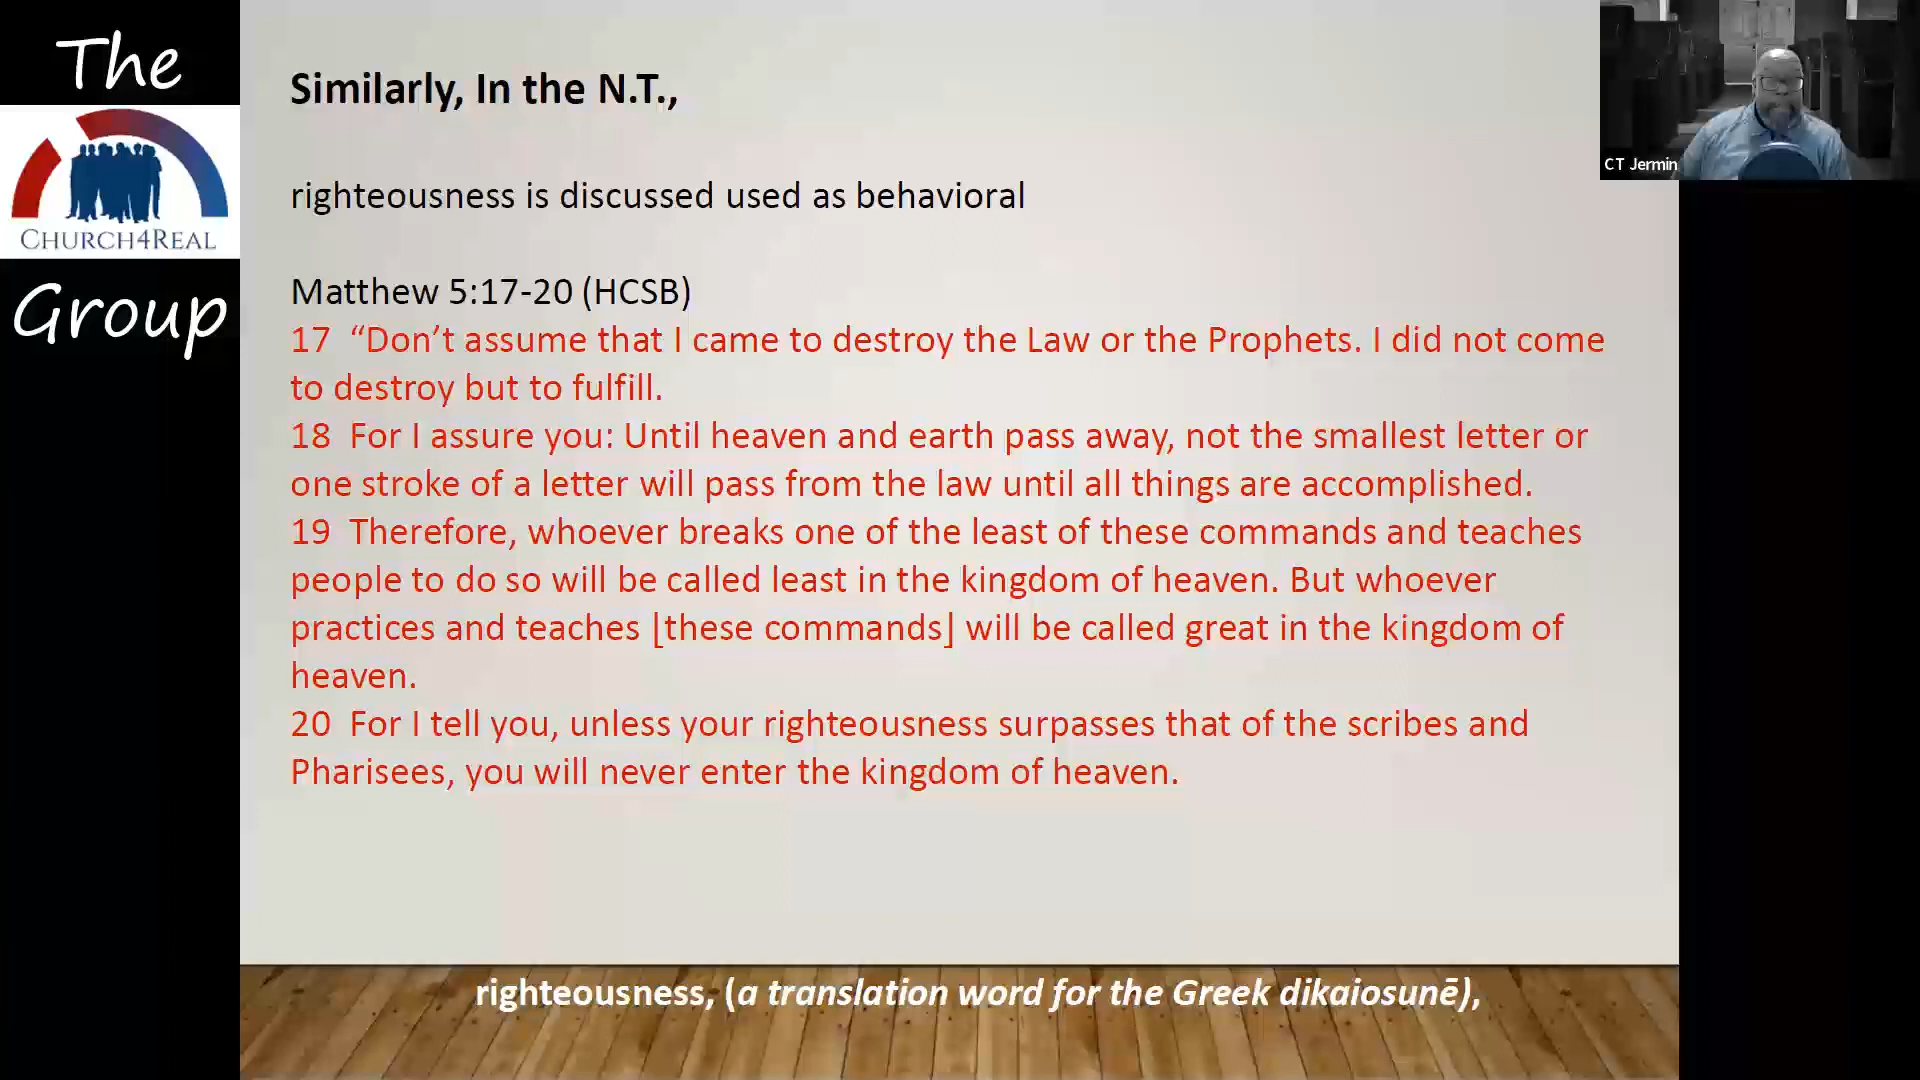 The
CHURCH4REAL
Group
Similarly, In the N.T.,
righteousness is discussed used as behavioral
Matthew 5:17-20 (HCSB)
17 “Don’t assume that I came to destroy the Law or the Prophets. I did not come
to destroy but to fulfill.
18 For I assure you: Until heaven and earth pass away, not the smallest letter or
one stroke of a letter will pass from the law until all things are accomplished.
19 Therefore, whoever breaks one of the least of these commands and teaches
people to do so will be called least in the kingdom of heaven. But whoever
practices and teaches ⌊these commands⌋ will be called great in the kingdom of
heaven.
20 For I tell you, unless your righteousness surpasses that of the scribes and
Pharisees, you will never enter the kingdom of heaven.
righteousness, (a translation word for the Greek dikaiosunē),
CT Jermin